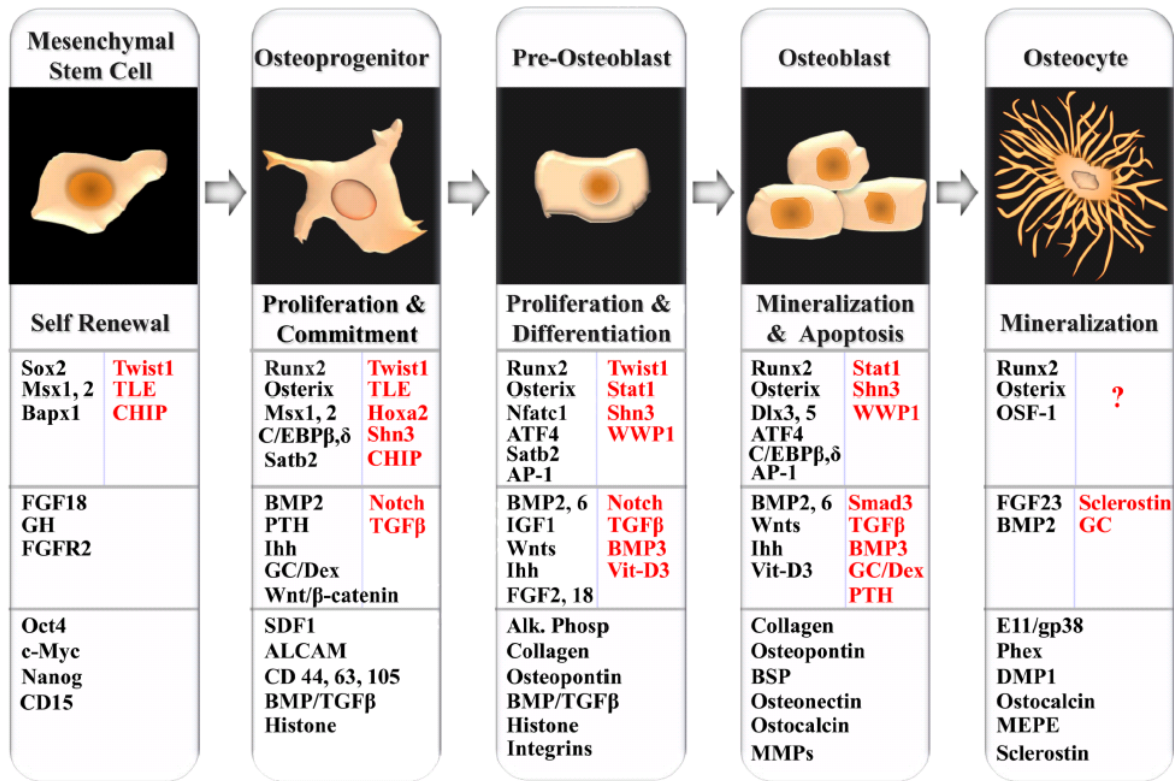 Mesenchymal
Stem Cell
Self Renewal
Sox2 Twist1
Msx1, 2 TLE
Bapx1 CHIP
FGF18
GH
FGFR2
Oct4
c-Myc
Nanog
CD15
Osteoprogenitor
Proliferation &
Commitment
Runx2 Twist1
Osterix TLE
Msx1, 2 Hoxa2
C/EBPβ,δ Shn3
Satb2 CHIP
BMP2 Notch
PTH TGFβ
Ihh
GC/Dex
Wnt/β-catenin
SDF1
ALCAM
CD 44, 63, 105
BMP/TGFβ
Histone
Pre-Osteoblast
Proliferation &
Differentiation
Runx2 Twist1
Osterix Stat1
Nfatc1 Shn3
ATF4 WWP1
Satb2
AP-1
BMP2, 6 Notch
IGF1 TGFβ
Wnts BMP3
Ihh Vit-D3
FGF2, 18
Alk. Phosp
Collagen
Osteopontin
BMP/TGFβ
Histone
Integrins
Osteoblast
Mineralization
& Apoptosis
Runx2 Stat1
Osterix Shn3
Dlx3, 5 WWP1
ATF4
C/EBPβ,δ
AP-1
BMP2, 6 Smad3
Wnts TGFβ
Ihh BMP3
Vit-D3 GC/Dex
PTH
Collagen
Osteopontin
BSP
Osteonectin
Ostocalcin
MMPs
Osteocyte
Mineralization
Runx2
Osterix ?
OSF-1
FGF23 Sclerostin
BMP2 GC
E11/gp38
Phex
DMP1
Ostocalcin
MEPE
Sclerostin